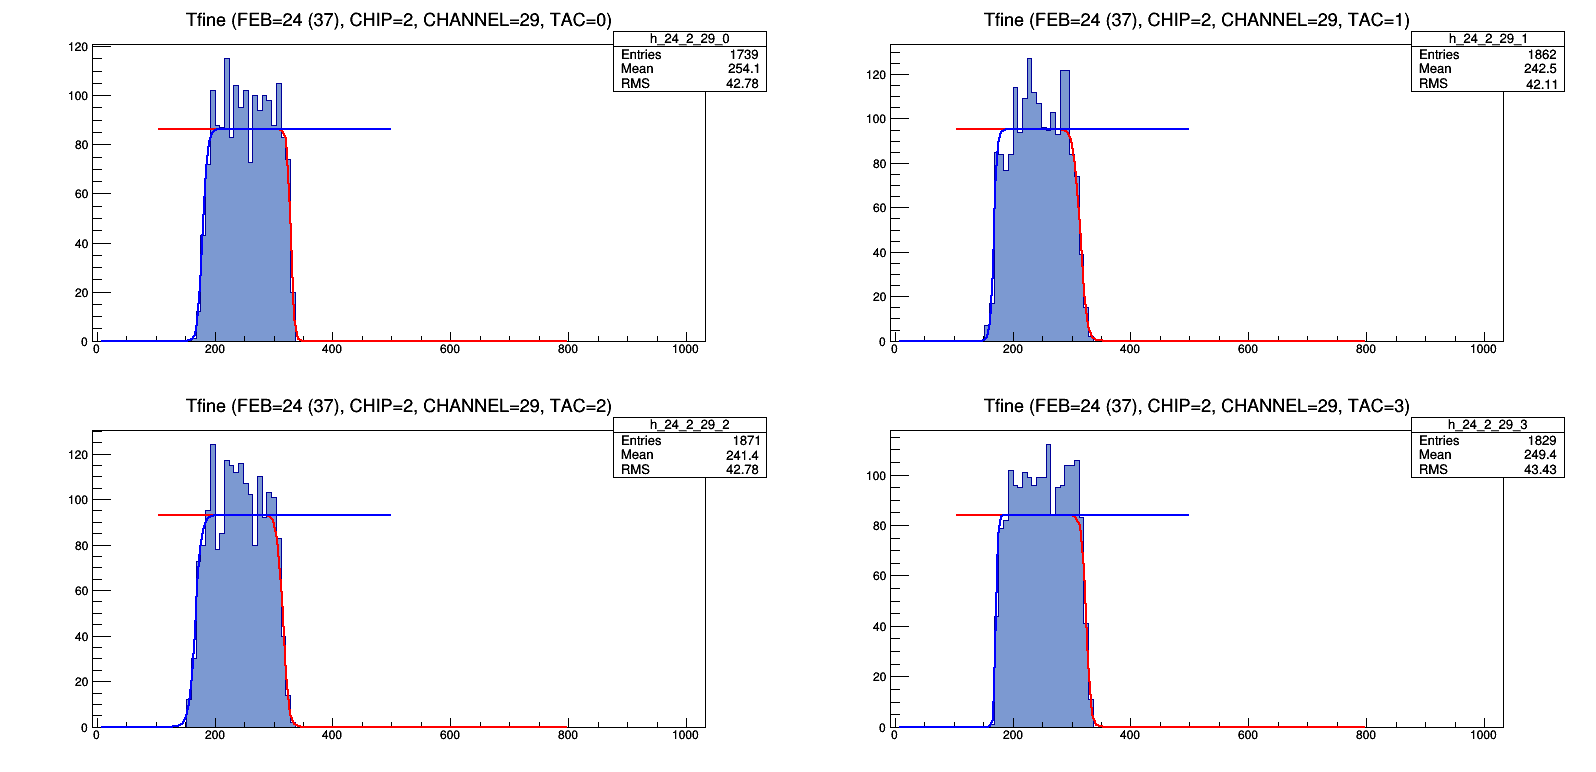 Tfine (FEB=24 (37), CHIP=2, CHANNEL=29, TAC=0)
h_24_2_29_0
Entries 1739
Mean 254.1
RMS 42.78
120
100
80
60
40
20
0
0 200 400 600 800 1000
Tfine (FEB=24 (37), CHIP=2, CHANNEL=29, TAC=1)
h_24_2_29_1
Entries 1862
Mean 242.5
RMS 42.11
120
100
80
60
40
20
0
0 200 400 600 800 1000
Tfine (FEB=24 (37), CHIP=2, CHANNEL=29, TAC=2)
h_24_2_29_2
Entries 1871
Mean 241.4
RMS 42.78
120
100
80
60
40
20
0
0 200 400 600 800 1000
Tfine (FEB=24 (37), CHIP=2, CHANNEL=29, TAC=3)
h_24_2_29_3
Entries 1829
Mean 249.4
RMS 43.43
100
80
60
40
20
0
0 200 400 600 800 1000